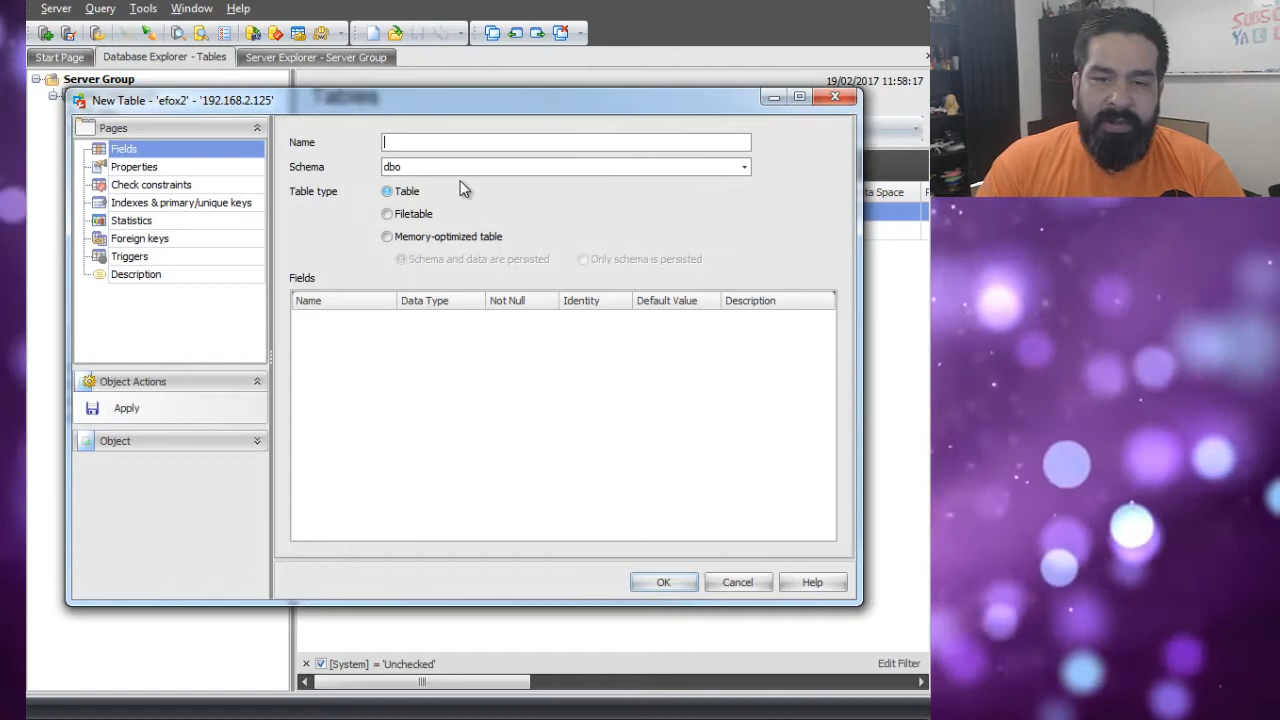 Server Query Tools Window Help
SUBS
YA
Start Page Database Explorer - Tables Server Explorer - Server Group
Server Group
19/02/2017 11:58:17
Tables
New Table - 'efox2' - '192.168.2.125'
Pages
Fields
Properties
Check constraints
Indexes & primary/unique keys
Statistics
Foreign keys
Triggers
Description
Object Actions
Apply
Object
Name
Schema dbo
Table type Table
Filetable
Memory-optimized table
Schema and data are persisted Only schema is persisted
Fields
Name Data Type Not Null Identity Default Value Description
OK Cancel Help
ta Space
[System] = 'Unchecked' Edit Filter